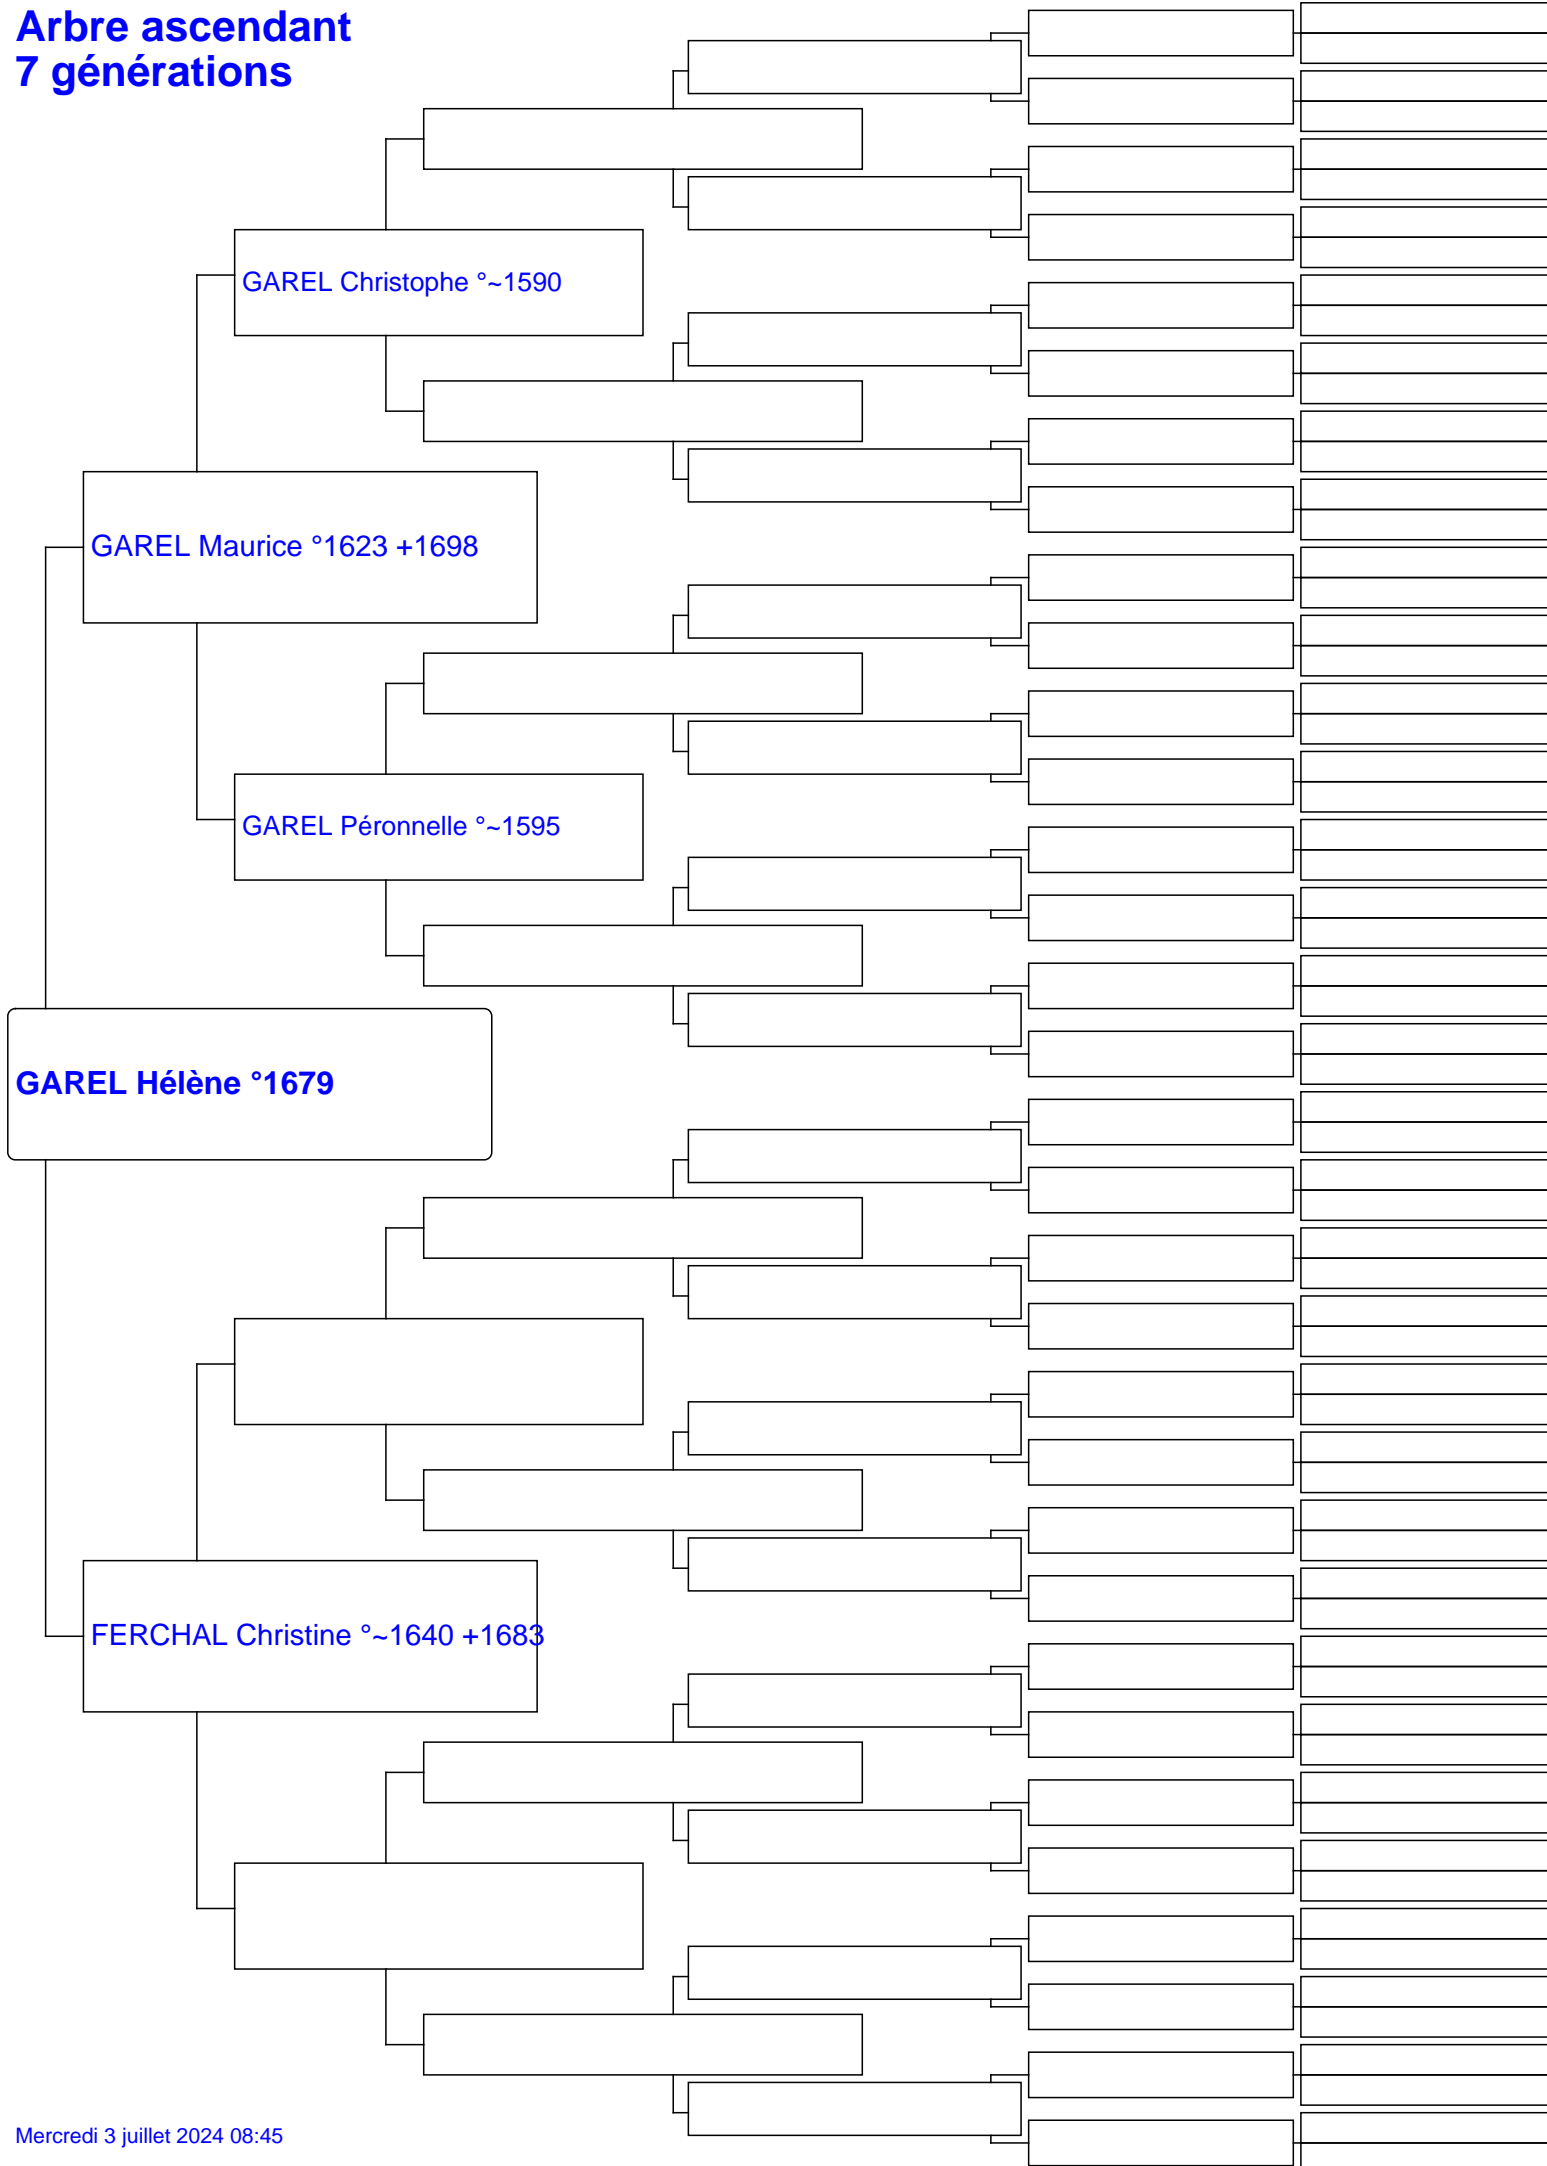 Arbre ascendant
7 générations
GAREL Christophe °~1590
GAREL Maurice °1623 +1698
GAREL Péronnelle °~1595
GAREL Hélène °1679
FERCHAL Christine °~1640 +1683
Mercredi 3 juillet 2024 08:45